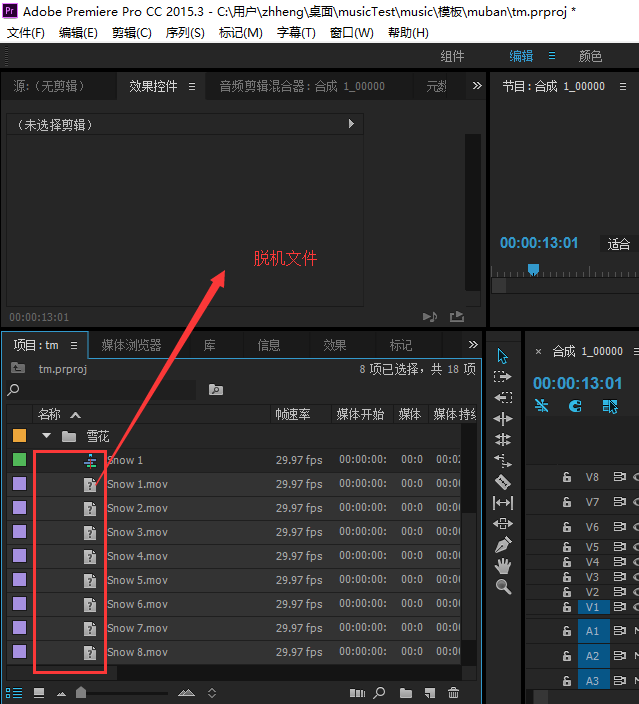 Pr Adobe Premiere Pro CC 2015.3 - C:\用户\zhheng\桌面\musicTest\music\模板\muban\tm.prproj *
文件(F) 编辑(E) 剪辑(C) 序列(S) 标记(M) 字幕(T) 窗口(W) 帮助(H)
组件 编辑 ≡ 颜色
源:(无剪辑) 效果控件 ≡ 音频剪辑混合器:合成 1_00000 元数 »
节目:合成 1_00000 ≡
(未选择剪辑)
脱机文件
00:00:13:01 适合
00:00:13:01
项目:tm ≡ 媒体浏览器 库 信息 效果 标记 »
× 合成 1_00000 ≡
tm.prproj 8 项已选择，共 18 项
00:00:13:01
名称 帧速率 媒体开始 媒体 媒体持续
雪花
Snow 1 29.97 fps 00:00:00: 00:0 00:02
Snow 1.mov 29.97 fps 00:00:00: 00:0 00:00
Snow 2.mov 29.97 fps 00:00:00: 00:0 00:00
Snow 3.mov 29.97 fps 00:00:00: 00:0 00:00
Snow 4.mov 29.97 fps 00:00:00: 00:0 00:00
Snow 5.mov 29.97 fps 00:00:00: 00:0 00:00
Snow 6.mov 29.97 fps 00:00:00: 00:0 00:00
Snow 7.mov 29.97 fps 00:00:00: 00:0 00:00
Snow 8.mov 29.97 fps 00:00:00: 00:0 00:00
V8
V7
V6
V5
V4
V3
V2
V1
A1
A2
A3